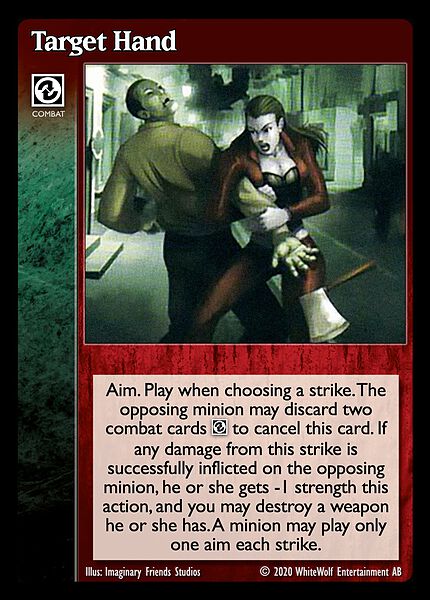 Target Hand
COMBAT
Aim. Play when choosing a strike. The
opposing minion may discard two
combat cards to cancel this card. If
any damage from this strike is
successfully inflicted on the opposing
minion, he or she gets -1 strength this
action, and you may destroy a weapon
he or she has. A minion may play only
one aim each strike.
Illus: Imaginary Friends Studios © 2020 WhiteWolf Entertainment AB